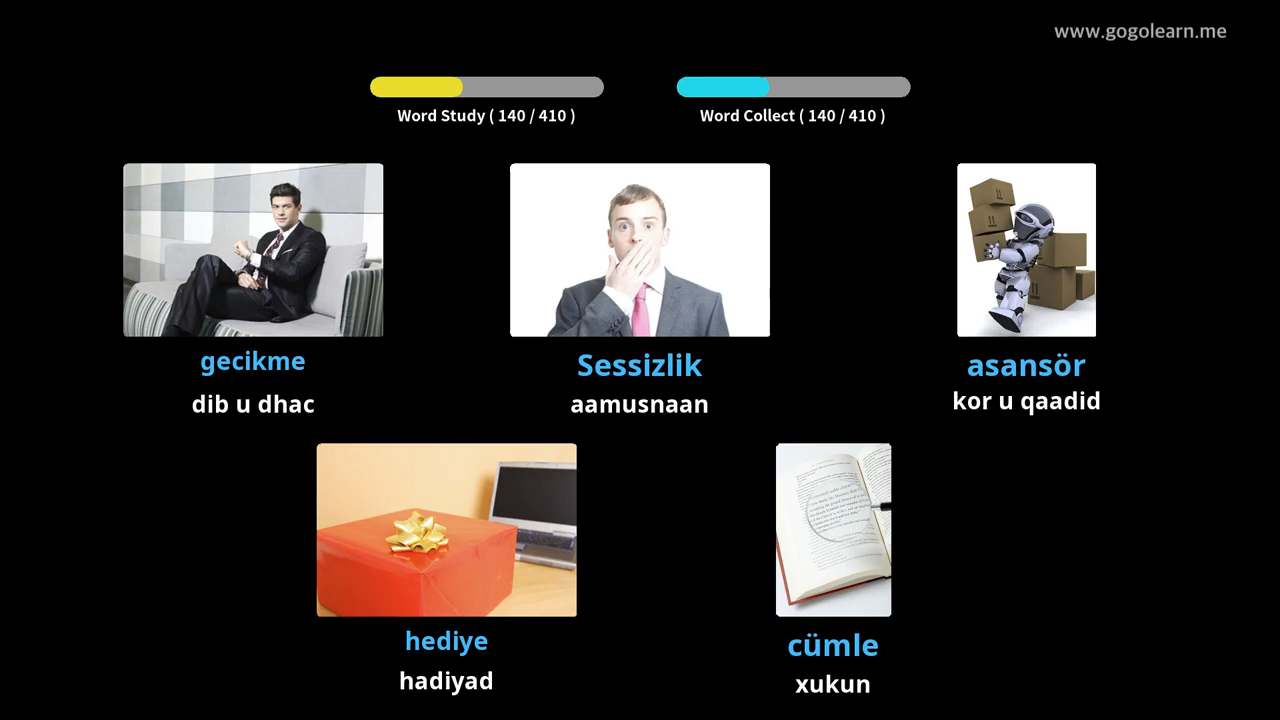 www.gogolearn.me
Word Study ( 140 / 410 )
Word Collect ( 140 / 410 )
gecikme
dib u dhac
Sessizlik
aamusnaan
asansör
kor u qaadid
hediye
hadiyad
cümle
xukun